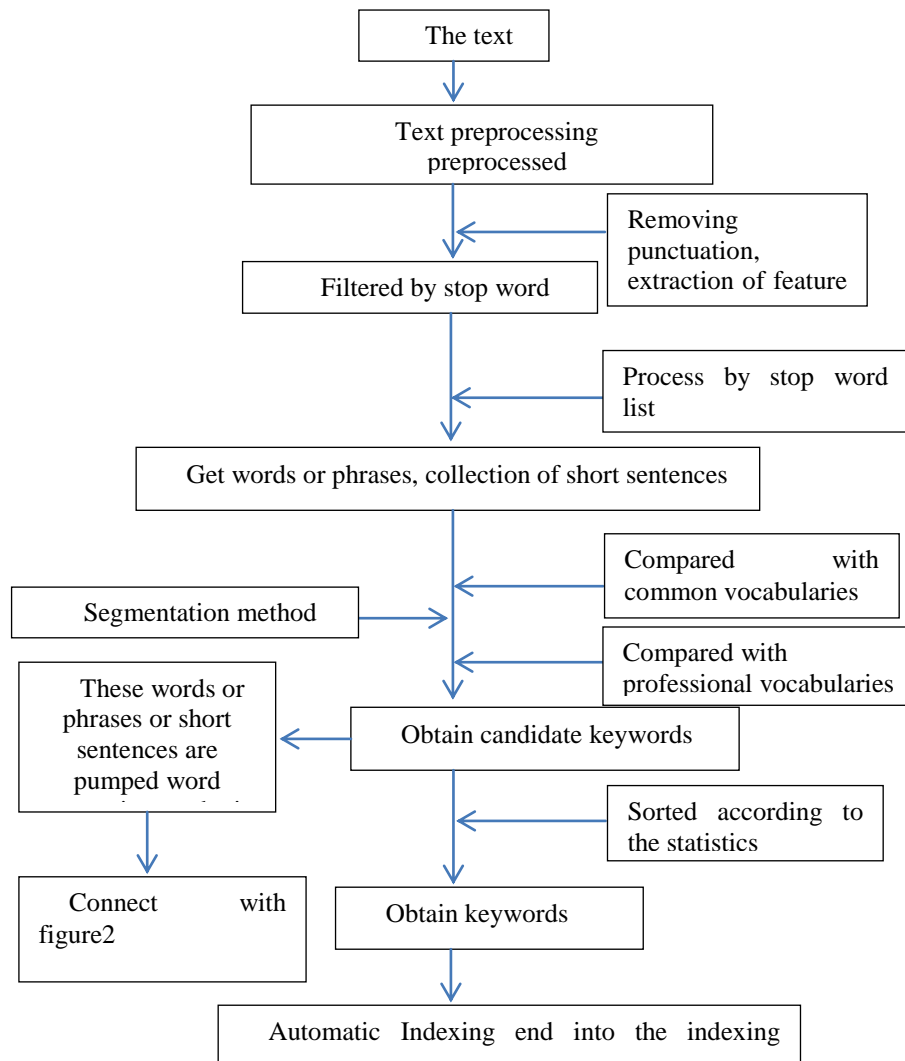 The text
Text preprocessing
preprocessed
Removing
punctuation,
extraction of feature
Filtered by stop word
Process by stop word
list
Get words or phrases, collection of short sentences
Compared with
common vocabularies
Segmentation method
Compared with
professional vocabularies
These words or
phrases or short
sentences are
pumped word
Obtain candidate keywords
Sorted according to
the statistics
Connect with
figure2
Obtain keywords
Automatic Indexing end into the indexing